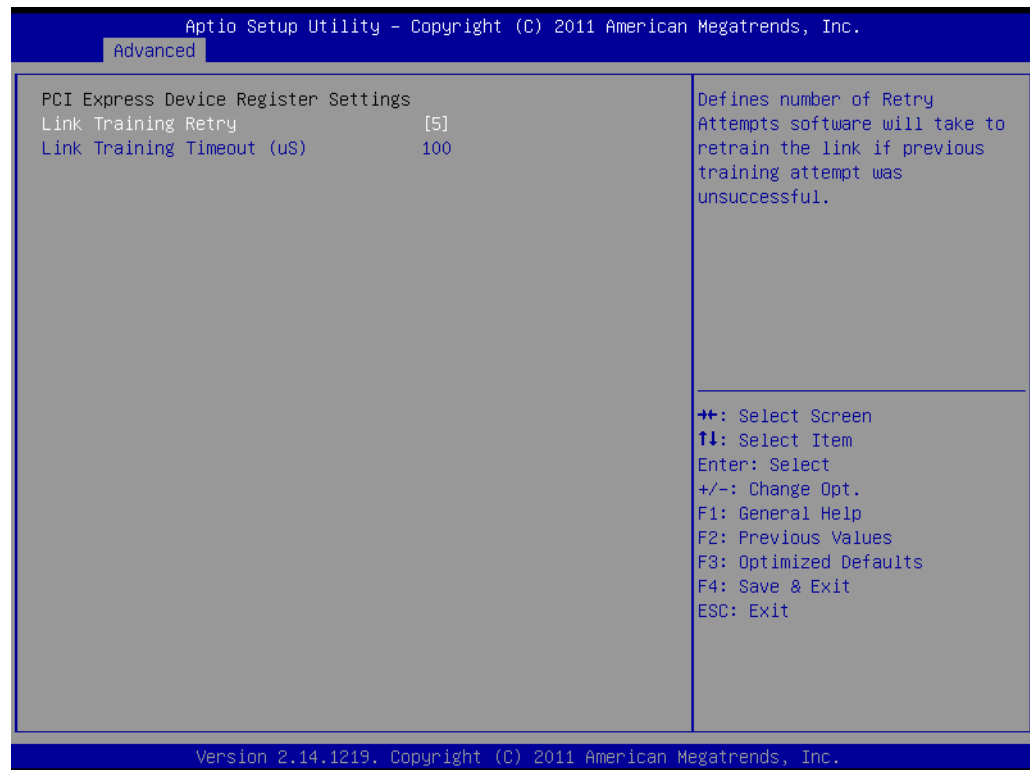 Aptio Setup Utility – Copyright (C) 2011 American Megatrends, Inc.
Advanced
PCI Express Device Register Settings
Link Training Retry [5]
Link Training Timeout (uS) 100
Defines number of Retry
Attempts software will take to
retrain the link if previous
training attempt was
unsuccessful.
→←: Select Screen
↑↓: Select Item
Enter: Select
+/-: Change Opt.
F1: General Help
F2: Previous Values
F3: Optimized Defaults
F4: Save & Exit
ESC: Exit
Version 2.14.1219. Copyright (C) 2011 American Megatrends, Inc.